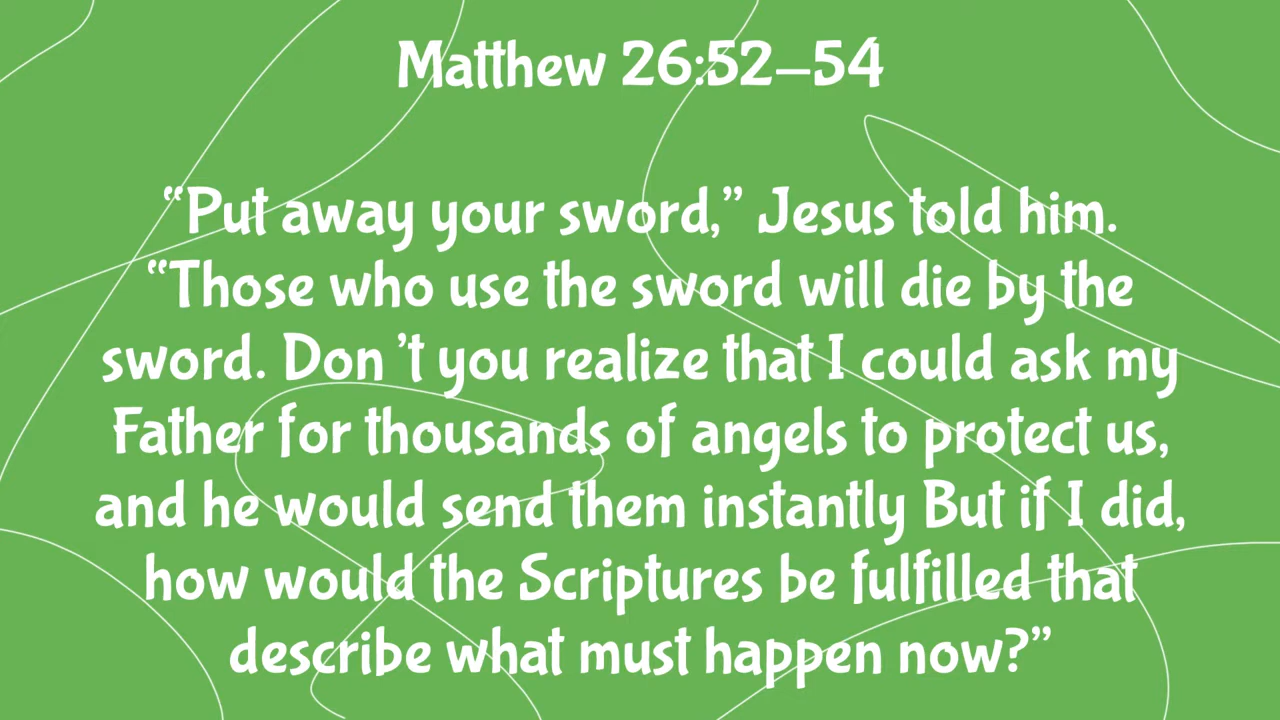 Matthew 26:52–54
“Put away your sword,” Jesus told him.
“Those who use the sword will die by the
sword. Don ’t you realize that I could ask my
Father for thousands of angels to protect us,
and he would send them instantly But if I did,
how would the Scriptures be fulfilled that
describe what must happen now?”